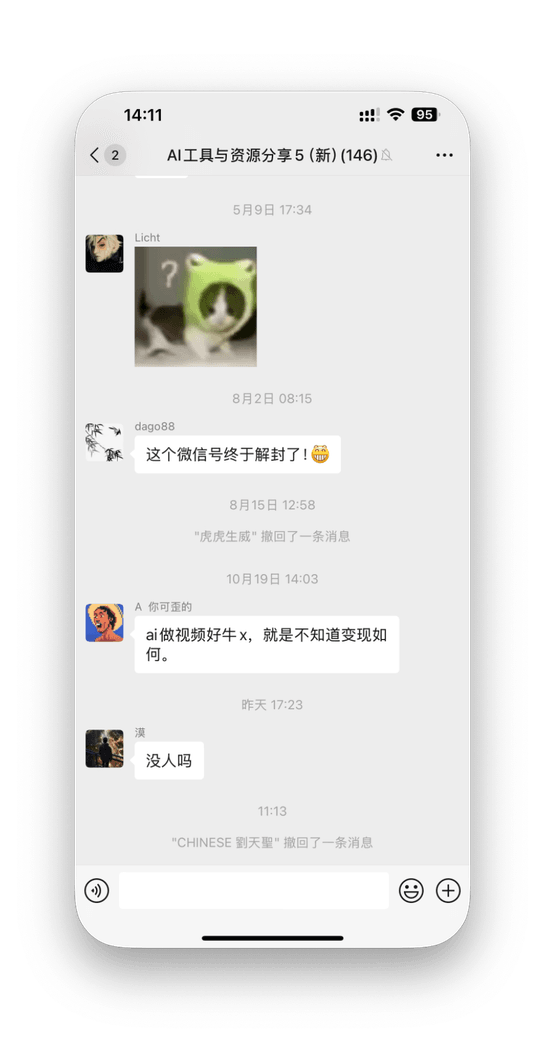 14:11
95
2
AI工具与资源分享5（新）(146)
5月9日 17:34
Licht
?
8月2日 08:15
dago88
这个微信号终于解封了！
8月15日 12:58
"虎虎生威" 撤回了一条消息
10月19日 14:03
A 你可歪的
ai做视频好牛x，就是不知道变现如
何。
昨天 17:23
漠
没人吗
11:13
"CHINESE 劉天聖" 撤回了一条消息